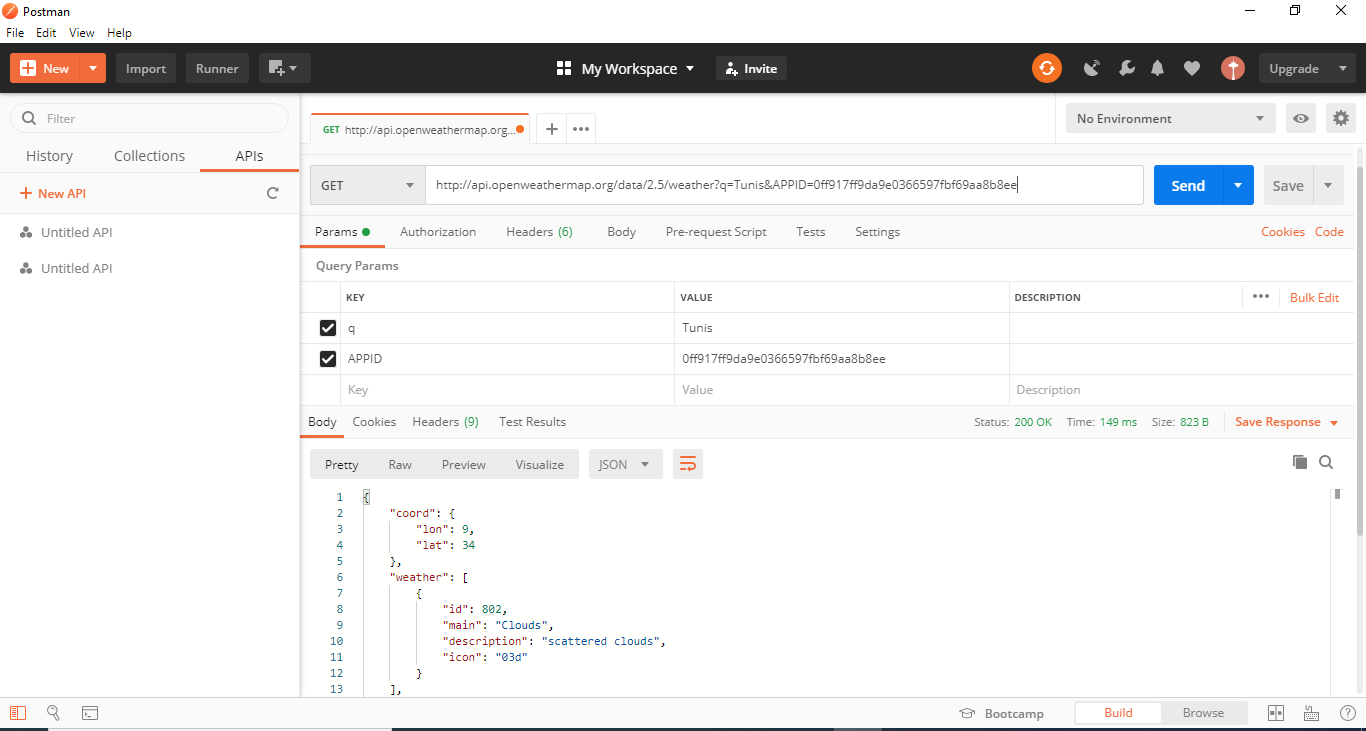 Postman
File Edit View Help
New Import Runner My Workspace Invite Upgrade
Filter
History Collections APIs
New API
Untitled API
Untitled API
GET http://api.openweathermap.org... No Environment
GET http://api.openweathermap.org/data/2.5/weather?q=Tunis&APPID=0ff917ff9da9e0366597fbf69aa8b8ee Send Save
Params Authorization Headers (6) Body Pre-request Script Tests Settings Cookies Code
Query Params
KEY VALUE DESCRIPTION ••• Bulk Edit
q Tunis
APPID 0ff917ff9da9e0366597fbf69aa8b8ee
Key Value Description
Body Cookies Headers (9) Test Results Status: 200 OK Time: 149 ms Size: 823 B Save Response
Pretty Raw Preview Visualize JSON
1 {
2 "coord": {
3 "lon": 9,
4 "lat": 34
5 },
6 "weather": [
7 {
8 "id": 802,
9 "main": "Clouds",
10 "description": "scattered clouds",
11 "icon": "03d"
12 }
13 ],
Bootcamp Build Browse